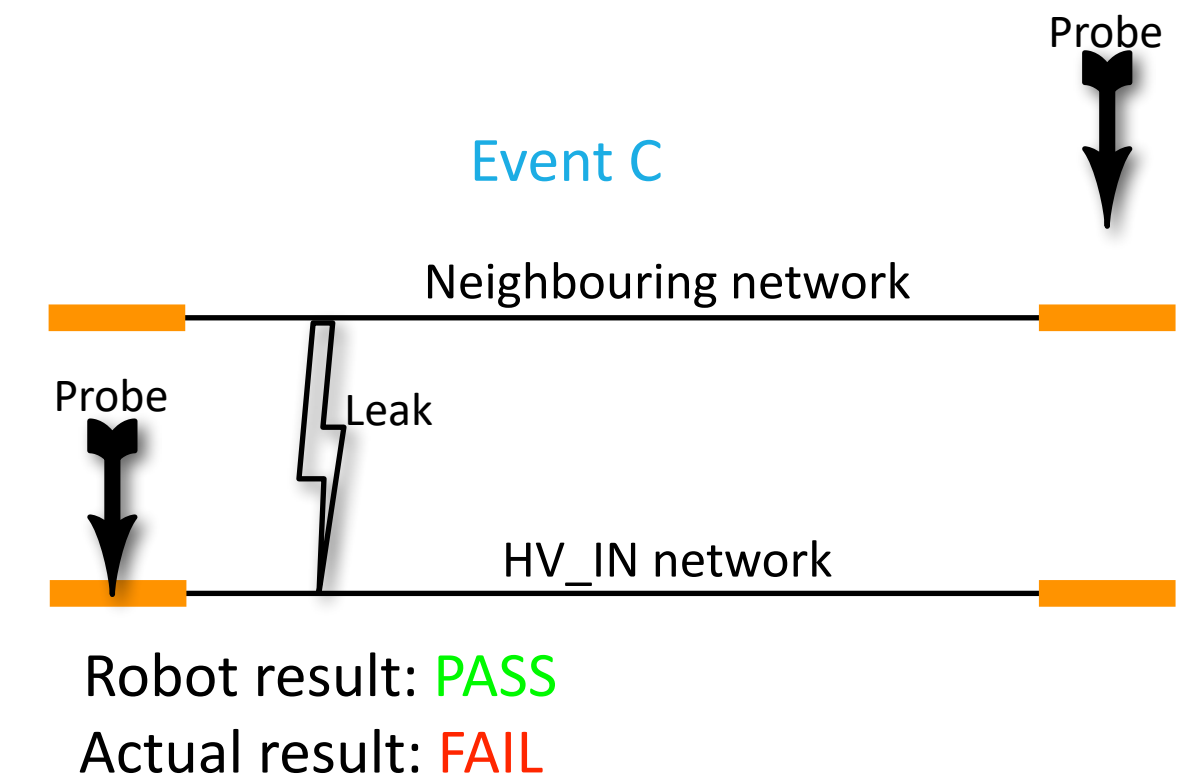 Probe
Event C
Neighbouring network
Probe
Leak
HV_IN network
Robot result: PASS
Actual result: FAIL